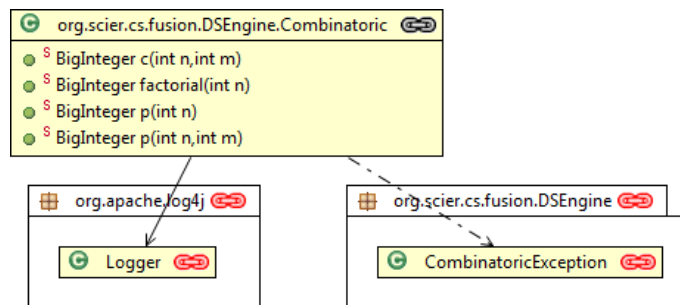 org.scier.cs.fusion.DSEngine.Combinatoric
S BigInteger c(int n,int m)
S BigInteger factorial(int n)
S BigInteger p(int n)
S BigInteger p(int n,int m)
org.apache.log4j
org.scier.cs.fusion.DSEngine
C Logger
C CombinatoricException